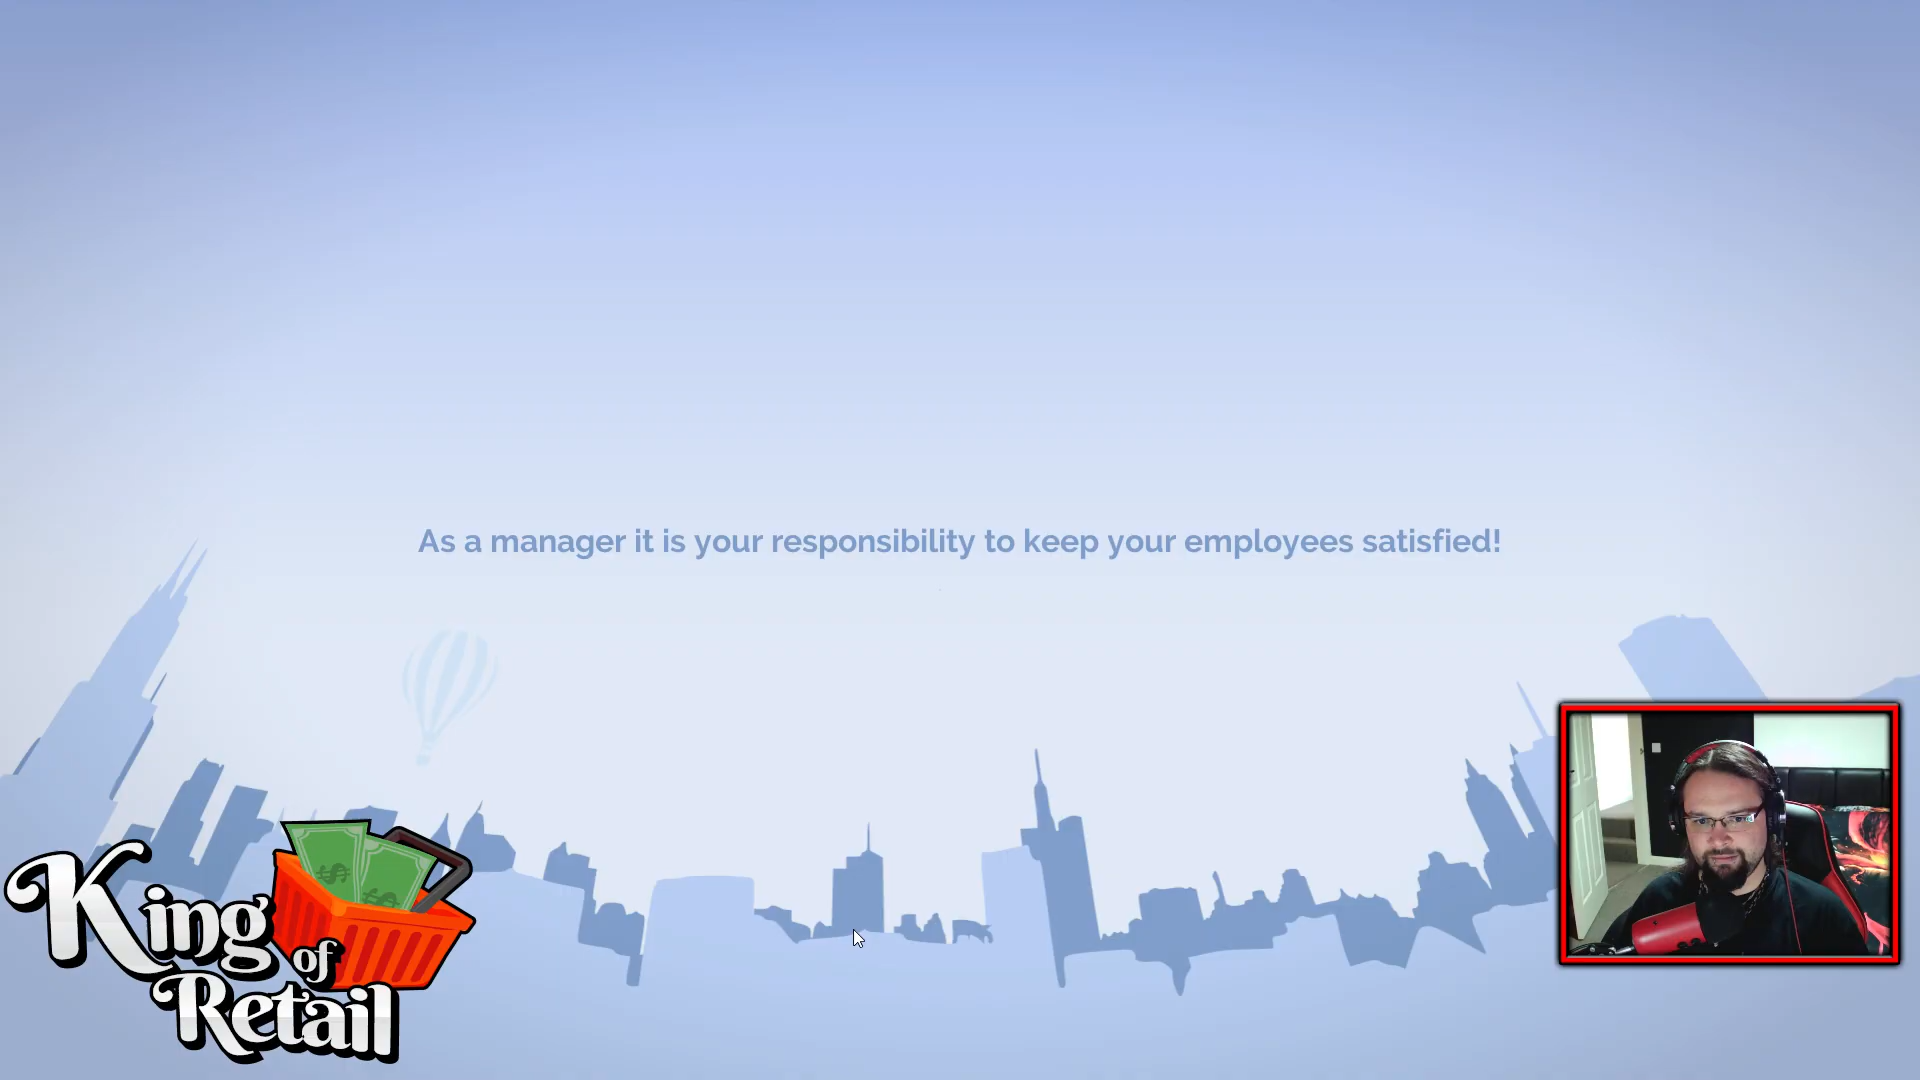 As a manager it is your responsibility to keep your employees satisfied!
King
of
Retail